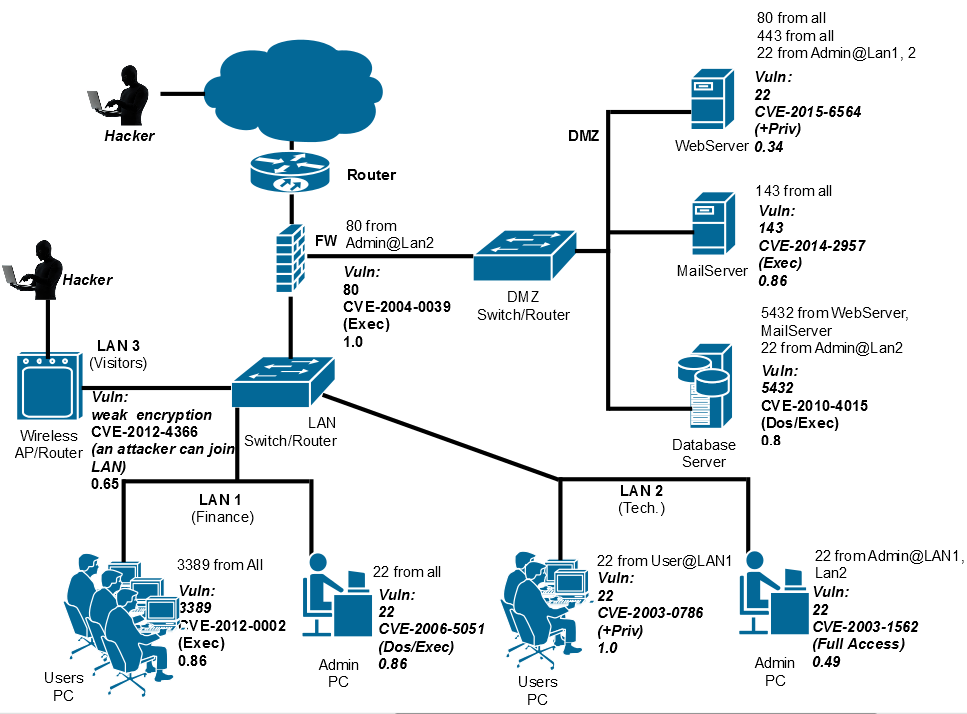 80 from all
443 from all
22 from Admin@Lan1, 2
Vuln:
22
CVE-2015-6564
(+Priv)
0.34
WebServer
DMZ
Hacker
Router
143 from all
Vuln:
143
CVE-2014-2957
(Exec)
0.86
MailServer
FW
80 from
Admin@Lan2
Vuln:
80
CVE-2004-0039
(Exec)
1.0
DMZ
Switch/Router
Hacker
5432 from WebServer,
MailServer
22 from Admin@Lan2
Vuln:
5432
CVE-2010-4015
(Dos/Exec)
0.8
Database
Server
LAN 3
(Visitors)
Wireless
AP/Router
Vuln:
weak encryption
CVE-2012-4366
(an attacker can join
LAN)
0.65
LAN
Switch/Router
LAN 1
(Finance)
LAN 2
(Tech.)
3389 from All
Vuln:
3389
CVE-2012-0002
(Exec)
0.86
Users
PC
22 from all
Vuln:
22
CVE-2006-5051
(Dos/Exec)
0.86
Admin
PC
22 from User@LAN1
Vuln:
22
CVE-2003-0786
(+Priv)
1.0
Users
PC
22 from Admin@LAN1,
Lan2
Vuln:
22
CVE-2003-1562
(Full Access)
0.49
Admin
PC